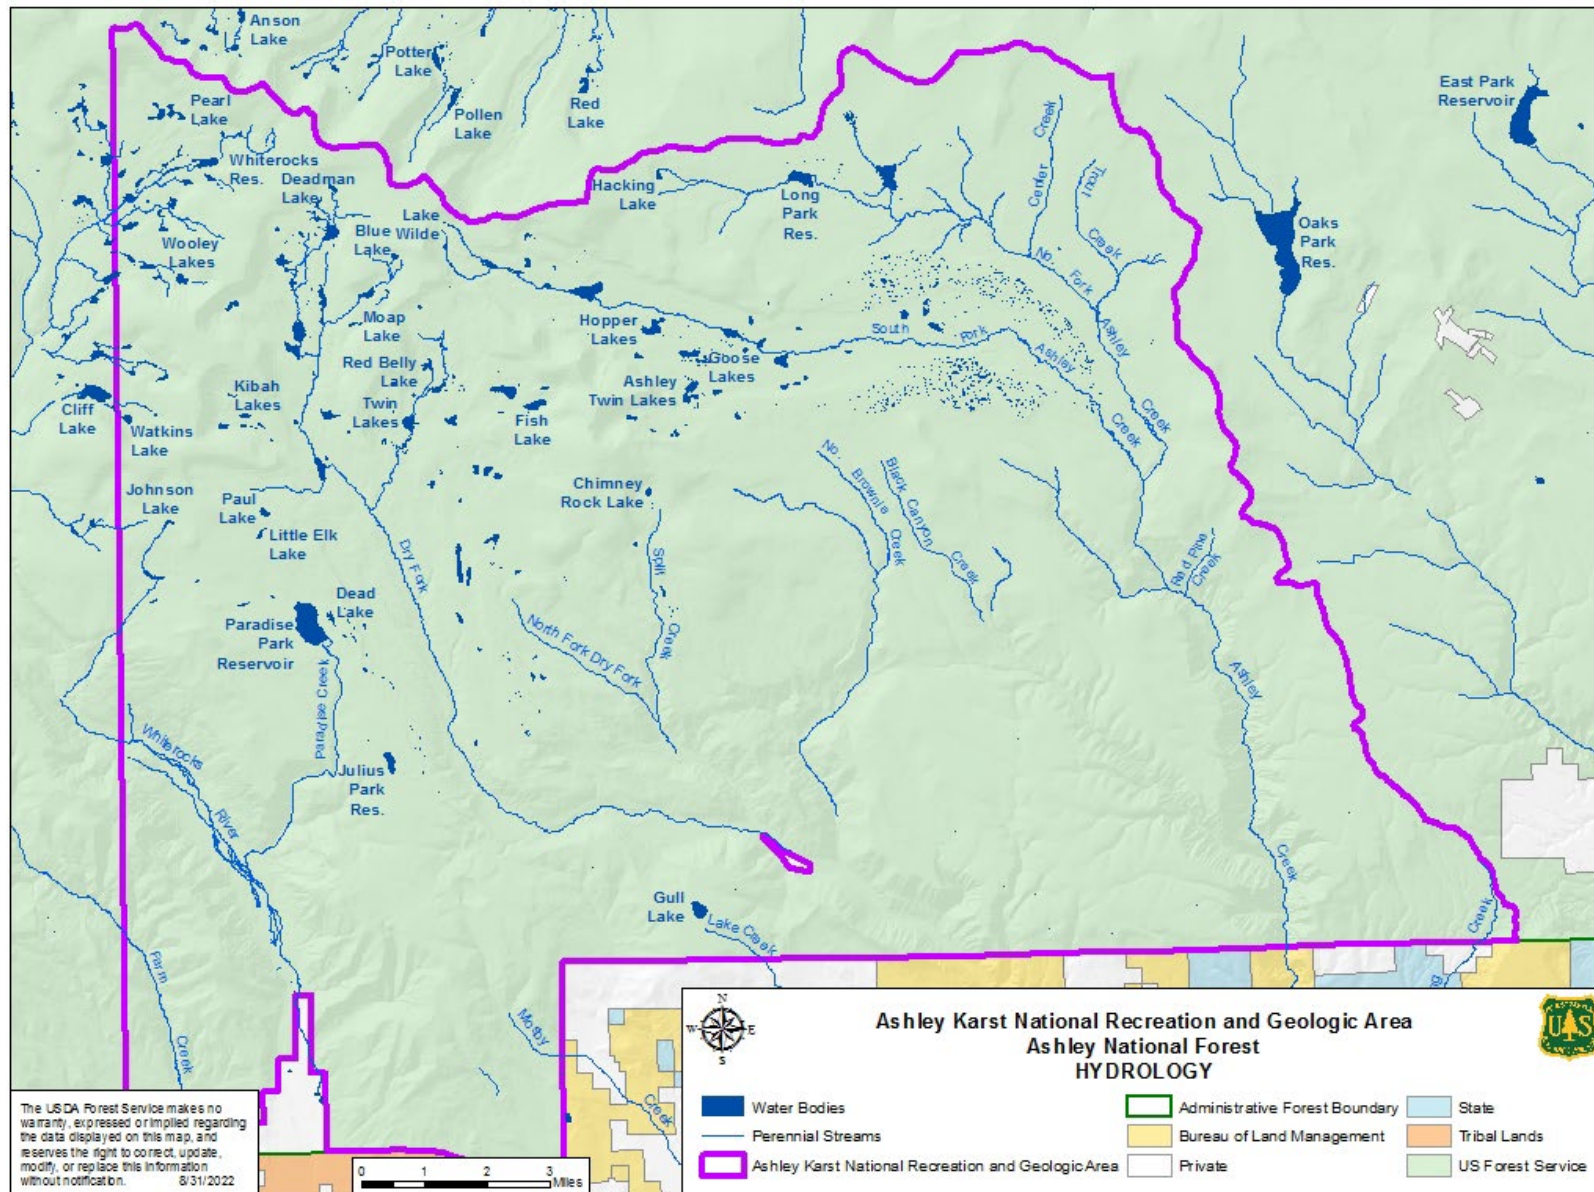 Anson
Lake
Potter
Lake
Pearl
Lake
Pollen
Lake
Red
Lake
East Park
Reservoir
Whiterocks
Res.
Deadman
Lake
Hacking
Lake
Long
Park
Res.
Center Creek
Trout Creek
Lake
Wilde
Blue
Lake
Wooley
Lakes
Oaks
Park
Res.
No. Fork Ashley Creek
Moap
Lake
Hopper
Lakes
South Fork Ashley Creek
Goose
Lakes
Red Belly
Lake
Kibah
Lakes
Twin
Lakes
Ashley
Twin Lakes
Cliff
Lake
Watkins
Lake
Fish
Lake
No. Brownie Creek
Black Canyon Creek
Johnson
Lake
Paul
Lake
Chimney
Rock Lake
Little Elk
Lake
Dry Fork
Split Creek
Red Pine Creek
Dead
Lake
Paradise
Park
Reservoir
North Fork Dry Fork
Paradise Creek
Ashley Creek
Whiterocks River
Julius
Park
Res.
Gull
Lake
Lake Creek
Creek
Farm Creek
Mosby Creek
ng
N
W E
S
Ashley Karst National Recreation and Geologic Area
Ashley National Forest
HYDROLOGY
US
Water Bodies
Perennial Streams
Ashley Karst National Recreation and Geologic Area
Administrative Forest Boundary
Bureau of Land Management
Private
State
Tribal Lands
US Forest Service
The USDA Forest Service makes no
warranty, expressed or implied regarding
the data displayed on this map, and
reserves the right to correct, update,
modify, or replace this information
without notification. 8/31/2022
0 1 2 3
Miles